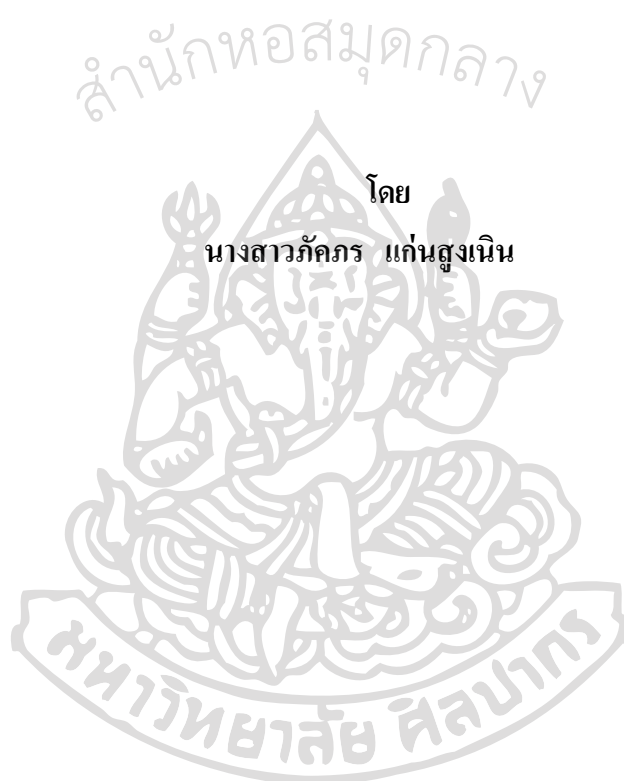 สำนักหอสมุดกลาง
โดย
นางสาวภัคภร แก่นสูงเนิน
มหาวิทยาลัย ศิลปากร